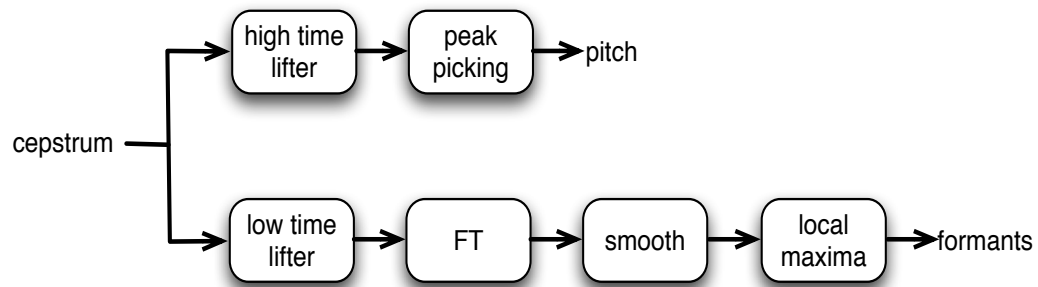 high time
lifter
peak
picking
pitch
cepstrum
low time
lifter
FT
smooth
local
maxima
formants